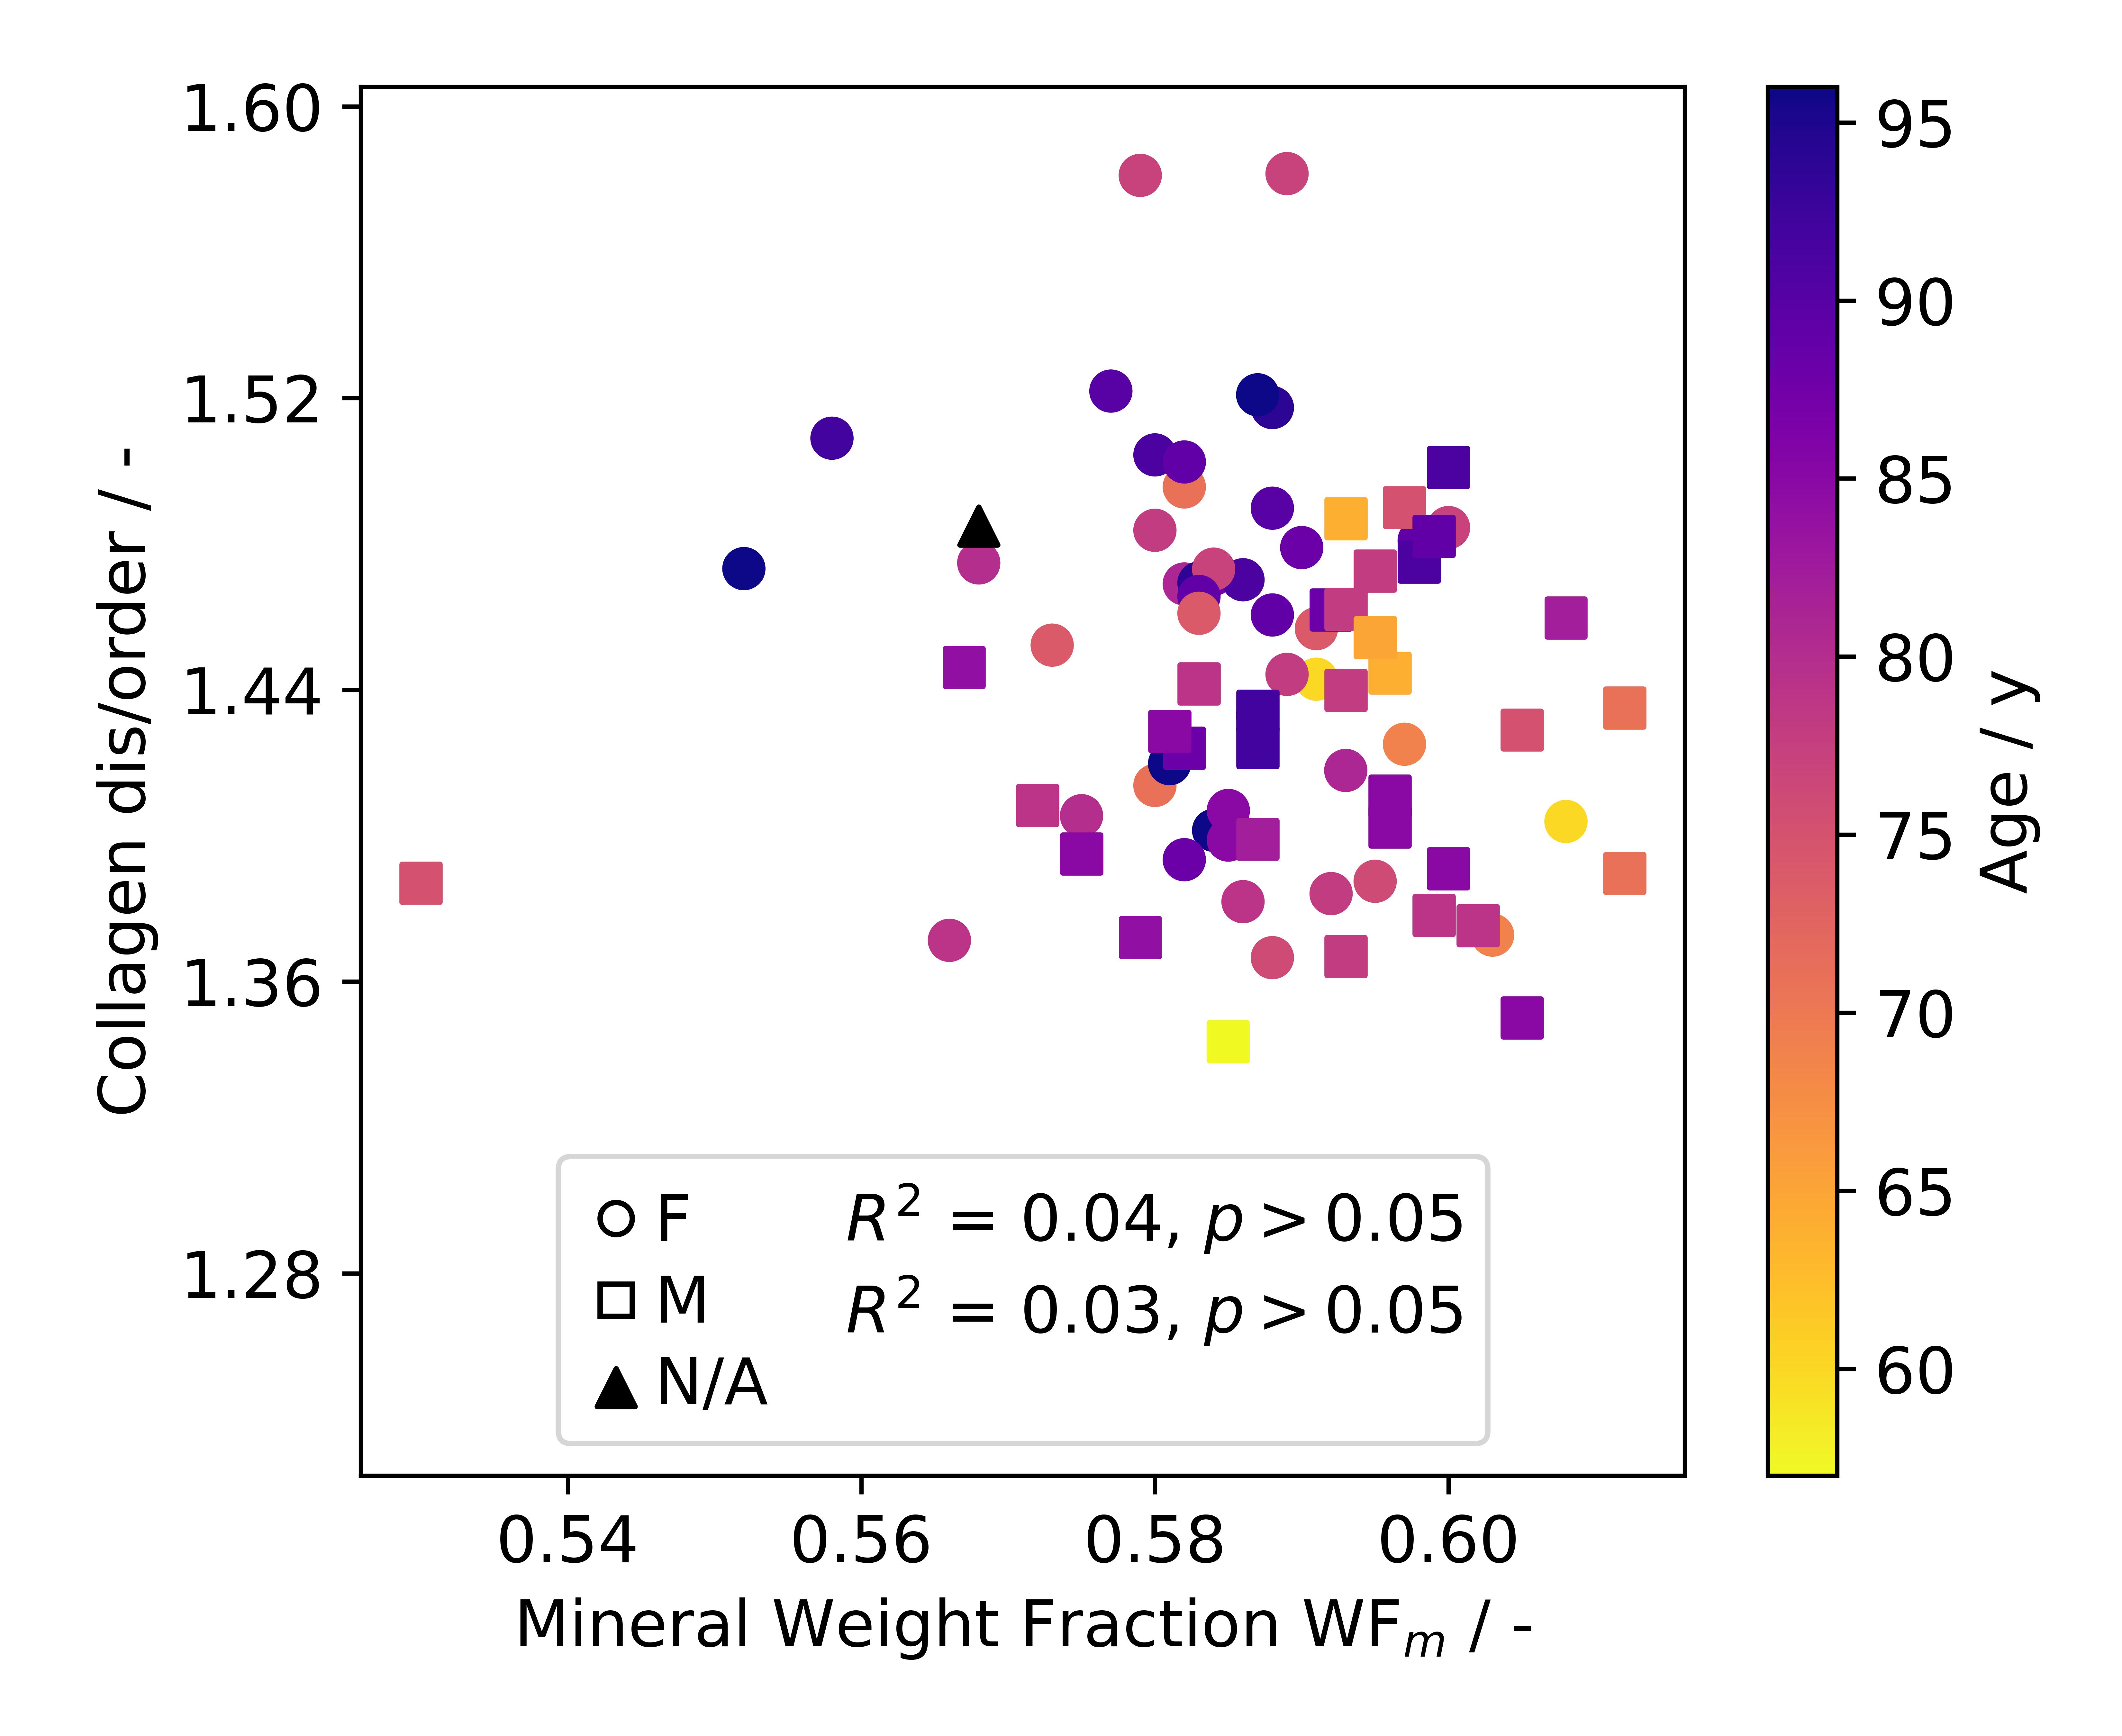 1.60
1.52
1.44
1.36
1.28
Collagen dis/order / -
0.54
0.56
0.58
0.60
Mineral Weight Fraction WFₘ / -
F R² = 0.04, p > 0.05
M R² = 0.03, p > 0.05
N/A
95
90
85
80
75
70
65
60
Age / y